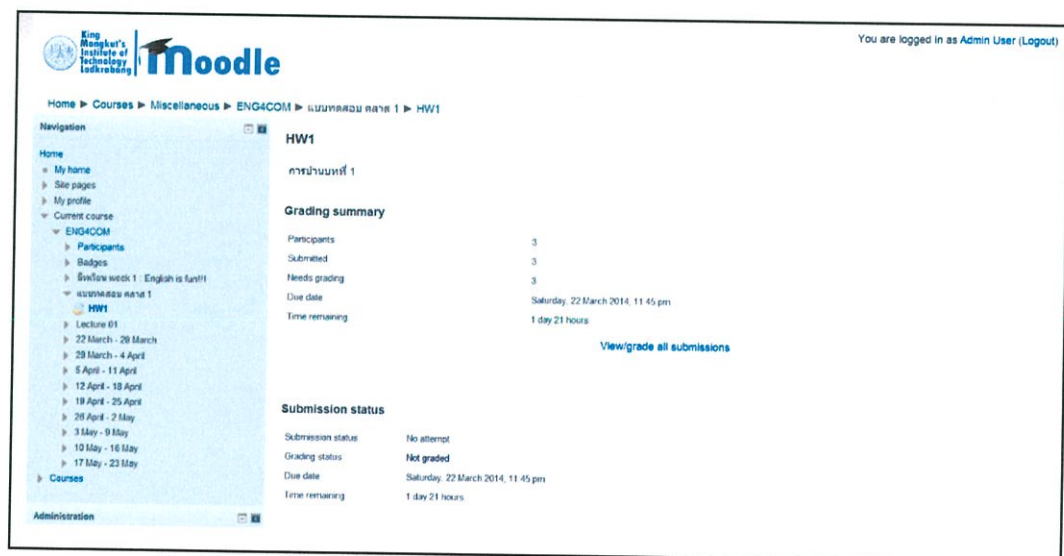 King
Mongkut's
Institute of
Technology
Ladkrabang
moodle
You are logged in as Admin User (Logout)
Home ► Courses ► Miscellaneous ► ENG4COM ► แบบทดสอบ คลาส 1 ► HW1
Navigation
Home
My home
Site pages
My profile
Current course
ENG4COM
Participants
Badges
week 1 : English is fun!!!
แบบทดสอบ คลาส 1
HW1
Lecture 01
22 March - 28 March
29 March - 4 April
5 April - 11 April
12 April - 18 April
19 April - 25 April
26 April - 2 May
3 May - 9 May
10 May - 16 May
17 May - 23 May
Courses
Administration
HW1
การบ้านบทที่ 1
Grading summary
Participants 3
Submitted 3
Needs grading 3
Due date Saturday, 22 March 2014, 11:45 pm
Time remaining 1 day 21 hours
View/grade all submissions
Submission status
Submission status No attempt
Grading status Not graded
Due date Saturday, 22 March 2014, 11:45 pm
Time remaining 1 day 21 hours